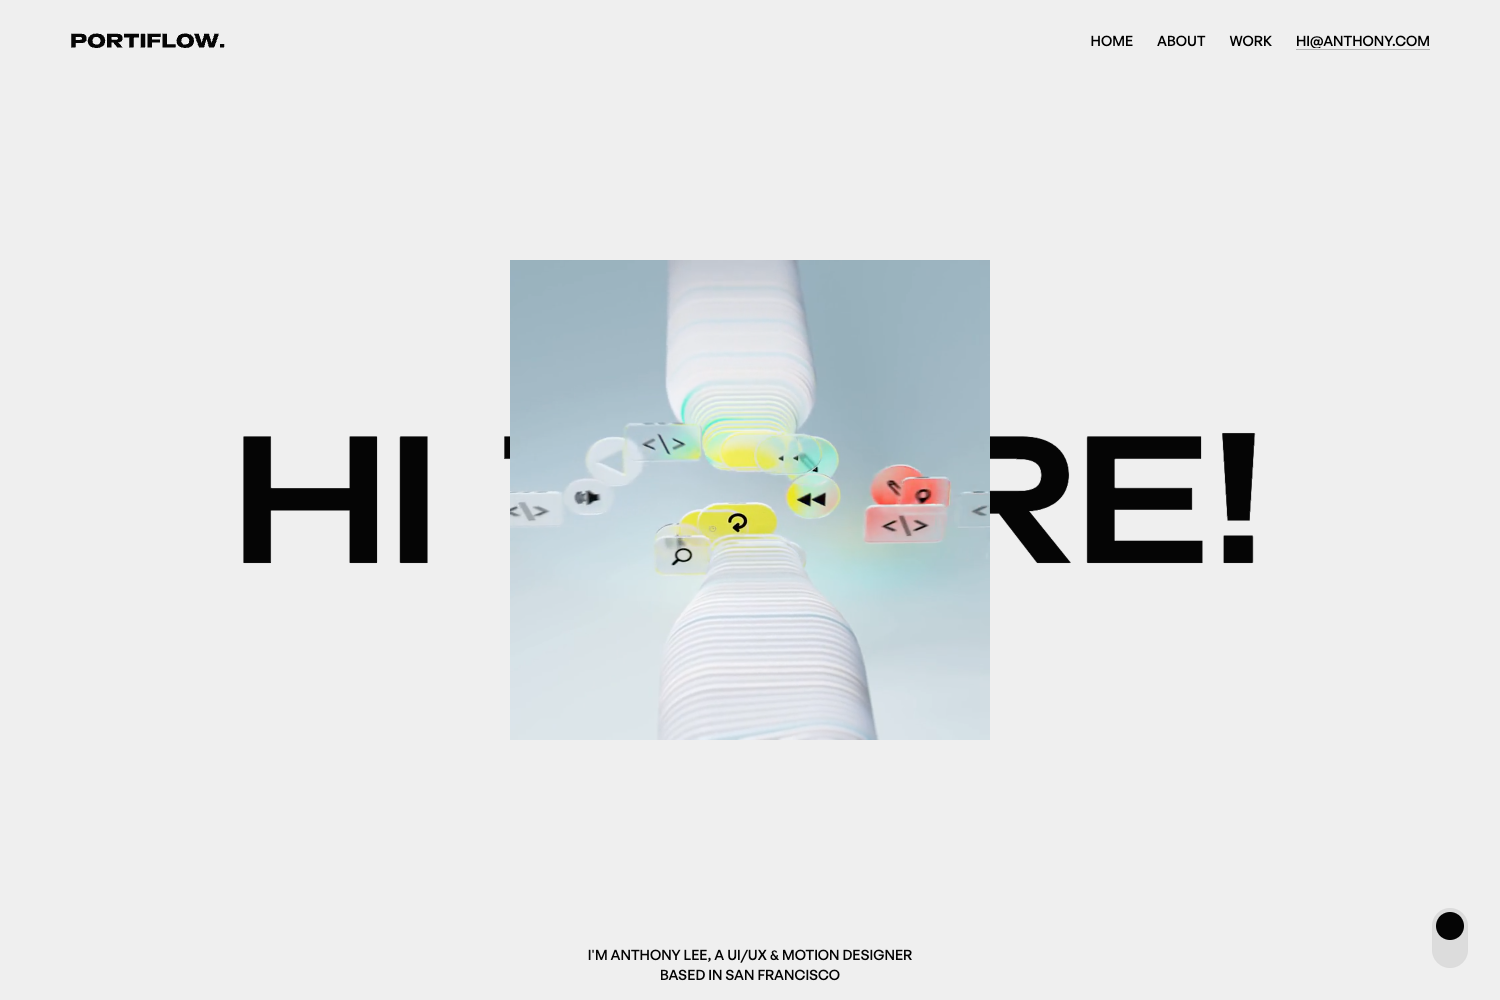 PORTIFLOW.
HOME ABOUT WORK HI@ANTHONY.COM
HI RE!
</>
</>
I'M ANTHONY LEE, A UI/UX & MOTION DESIGNER
BASED IN SAN FRANCISCO